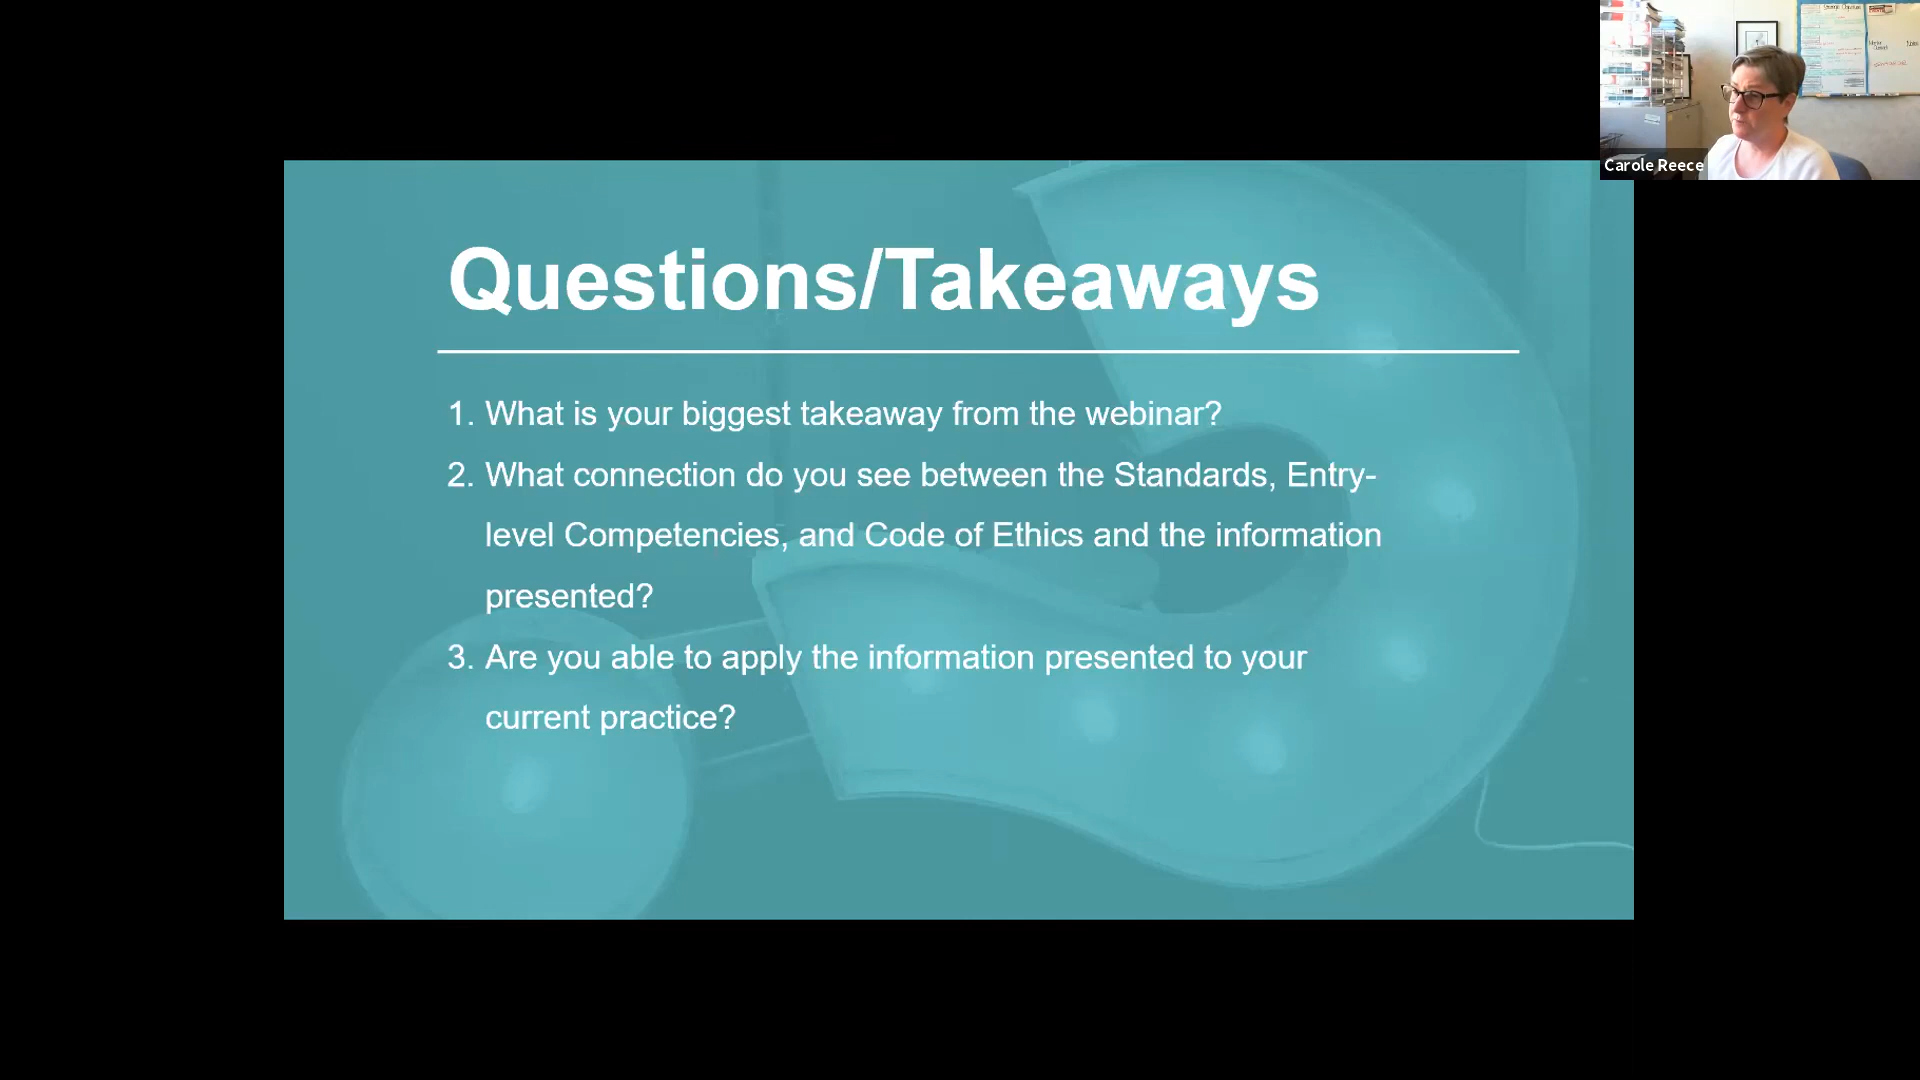 Carole Reece
Questions/Takeaways
1. What is your biggest takeaway from the webinar?
2. What connection do you see between the Standards, Entry-
level Competencies, and Code of Ethics and the information
presented?
3. Are you able to apply the information presented to your
current practice?